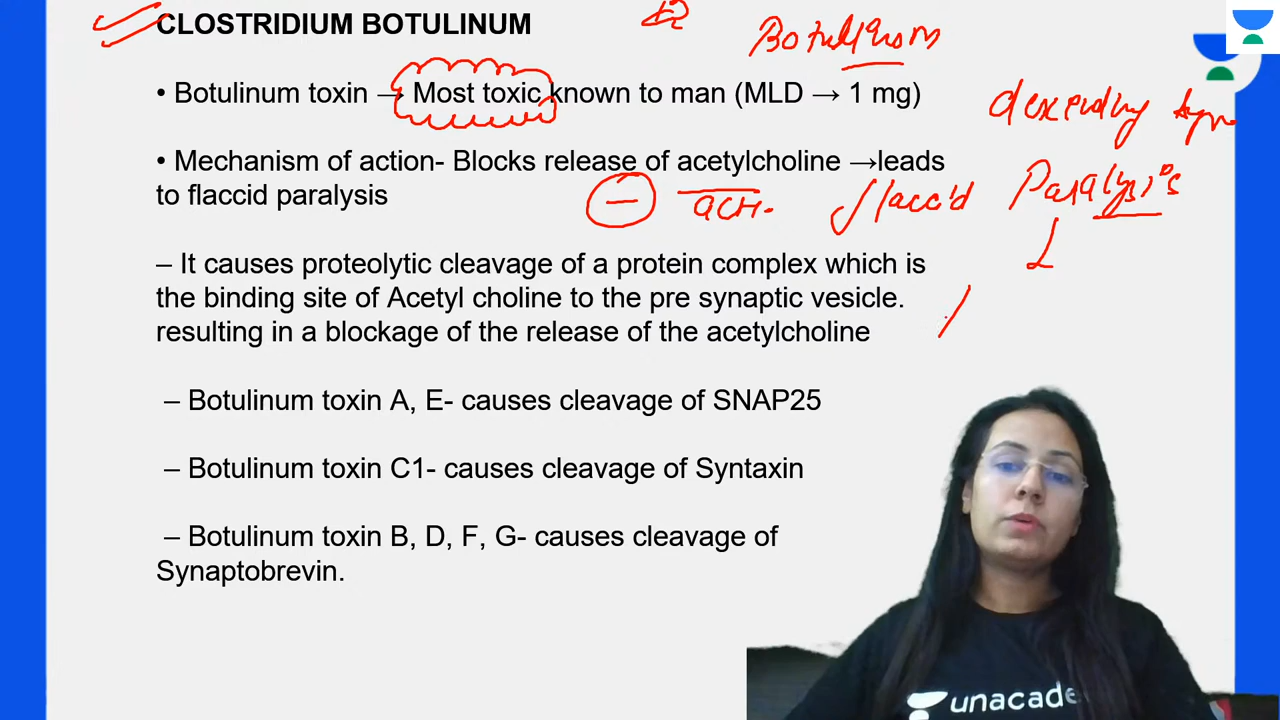 CLOSTRIDIUM BOTULINUM
Botulism
• Botulinum toxin → Most toxic known to man (MLD → 1 mg)
descending type
• Mechanism of action- Blocks release of acetylcholine →leads
to flaccid paralysis
ACH. flaccid Paralysis
– It causes proteolytic cleavage of a protein complex which is
the binding site of Acetyl choline to the pre synaptic vesicle.
resulting in a blockage of the release of the acetylcholine
– Botulinum toxin A, E- causes cleavage of SNAP25
– Botulinum toxin C1- causes cleavage of Syntaxin
– Botulinum toxin B, D, F, G- causes cleavage of
Synaptobrevin.